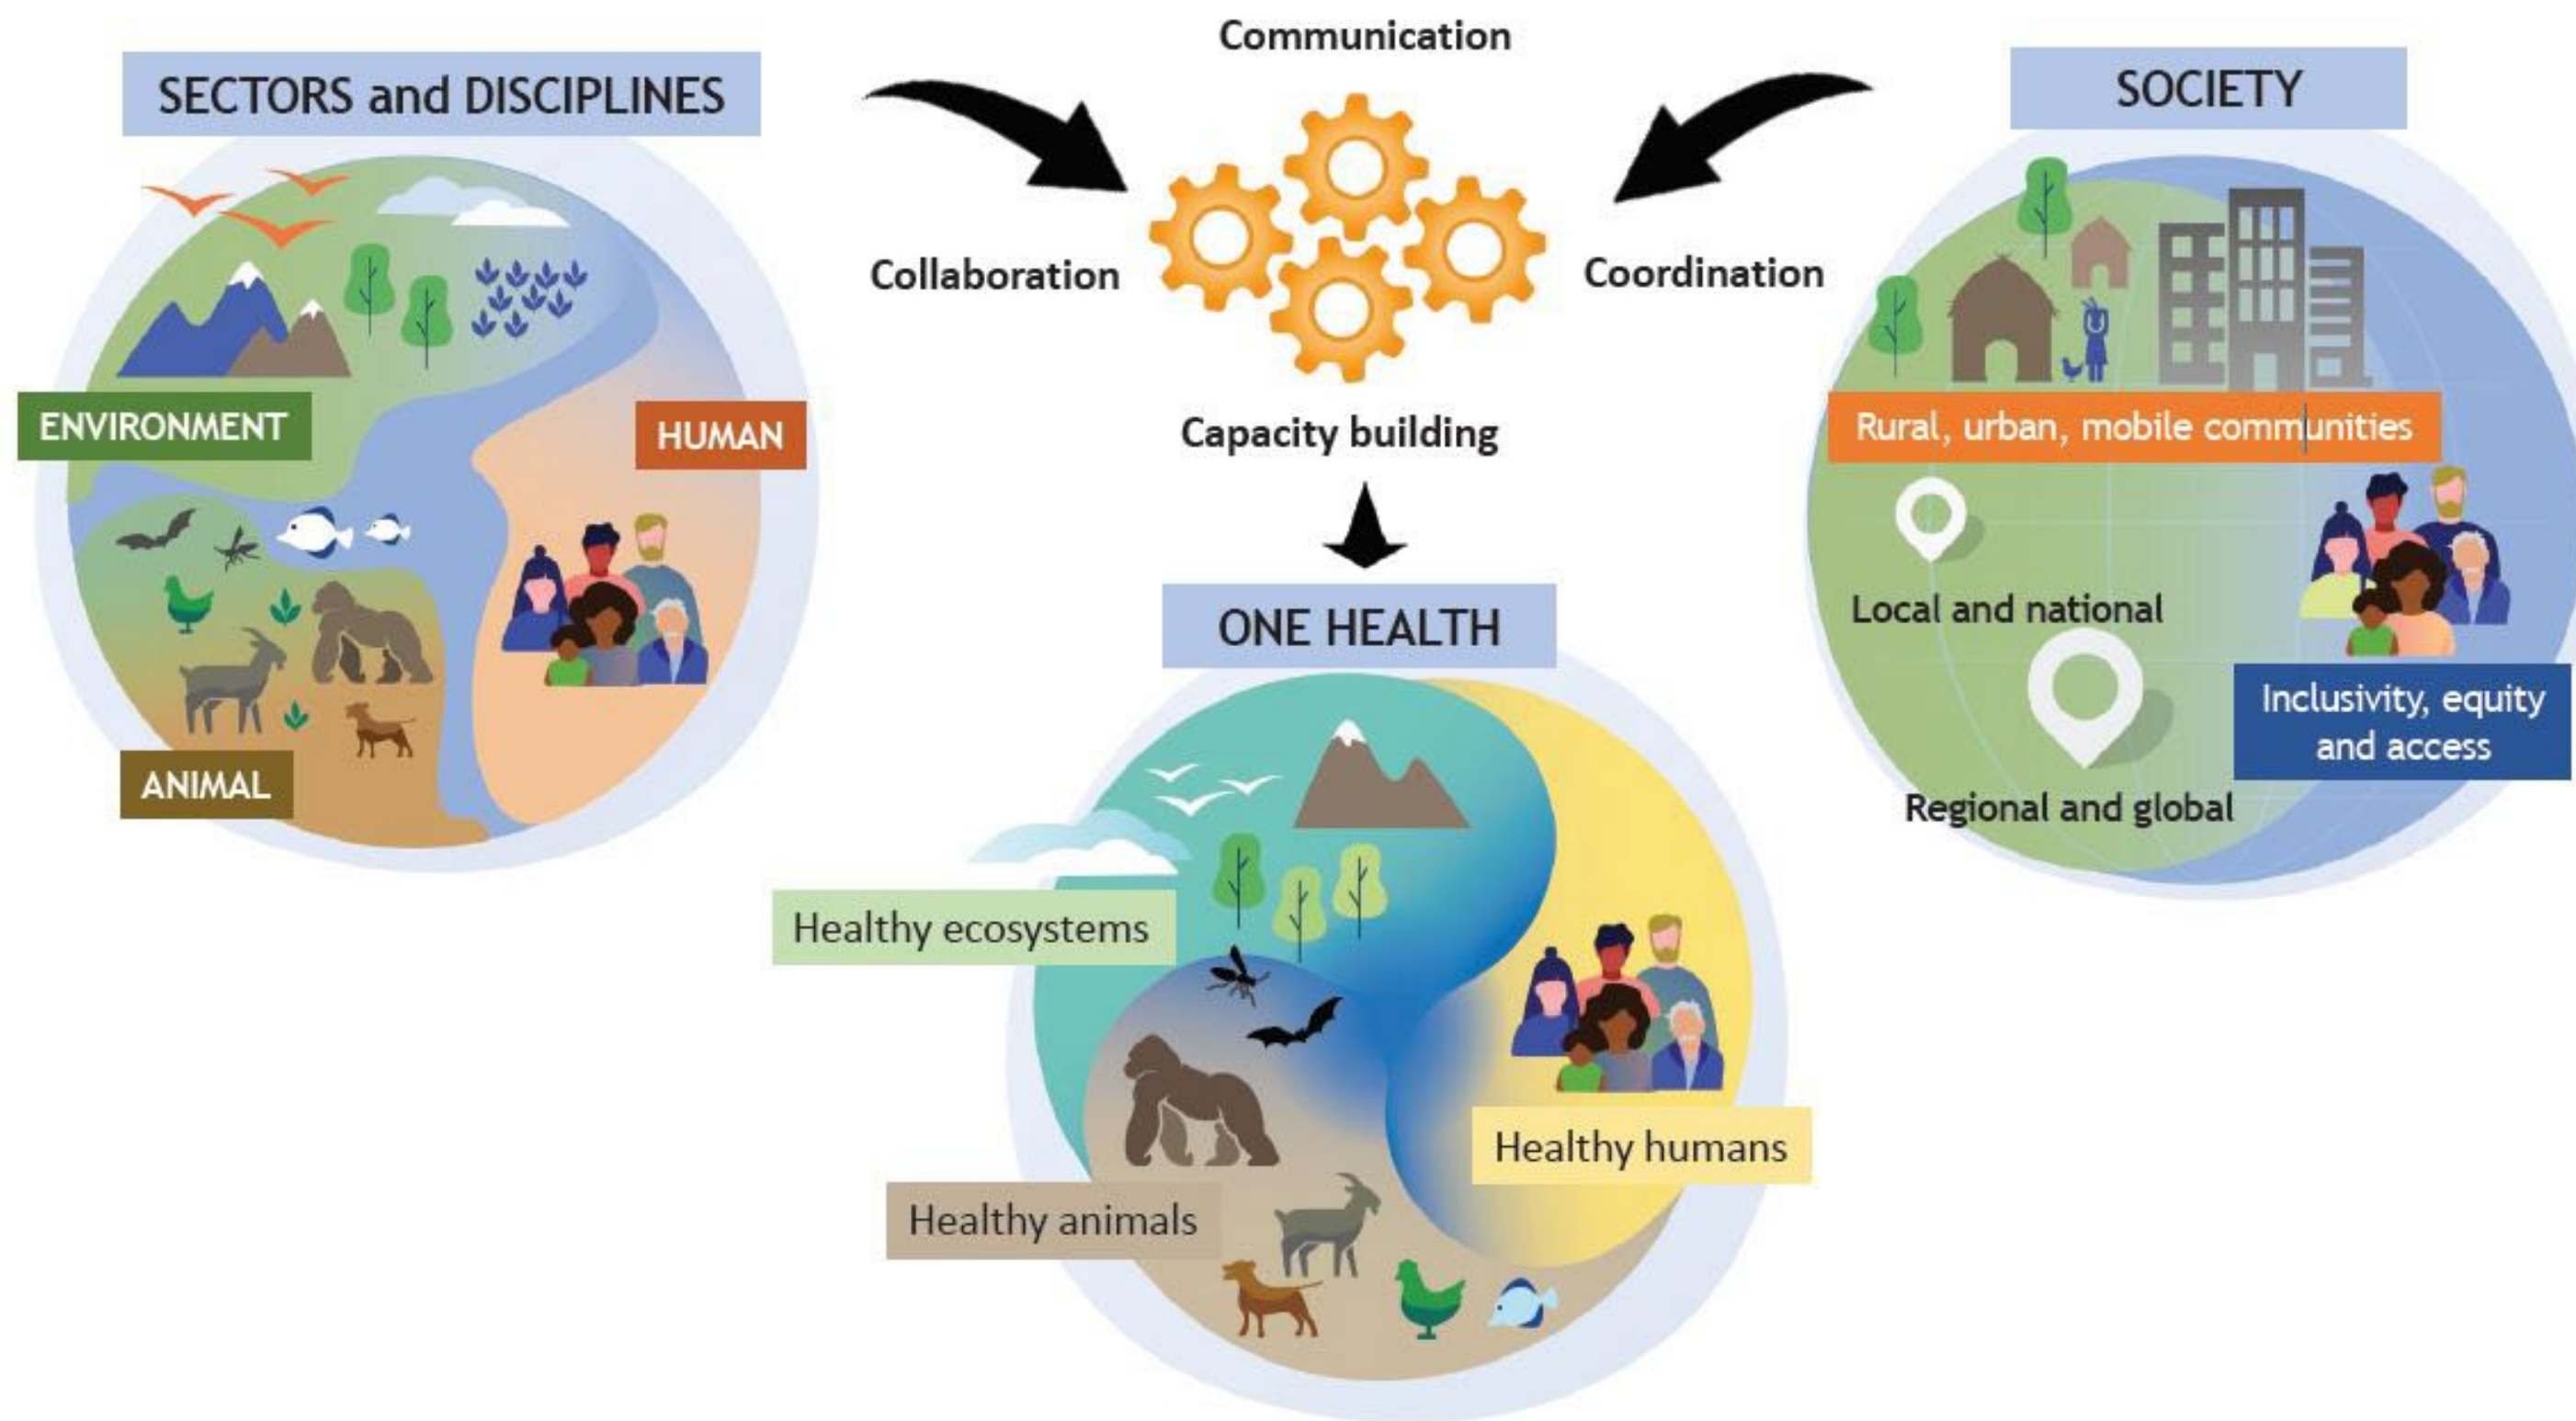 SECTORS and DISCIPLINES
ENVIRONMENT
HUMAN
ANIMAL
Communication
Collaboration
Coordination
Capacity building
SOCIETY
Rural, urban, mobile communities
Local and national
Regional and global
Inclusivity, equity
and access
ONE HEALTH
Healthy ecosystems
Healthy humans
Healthy animals